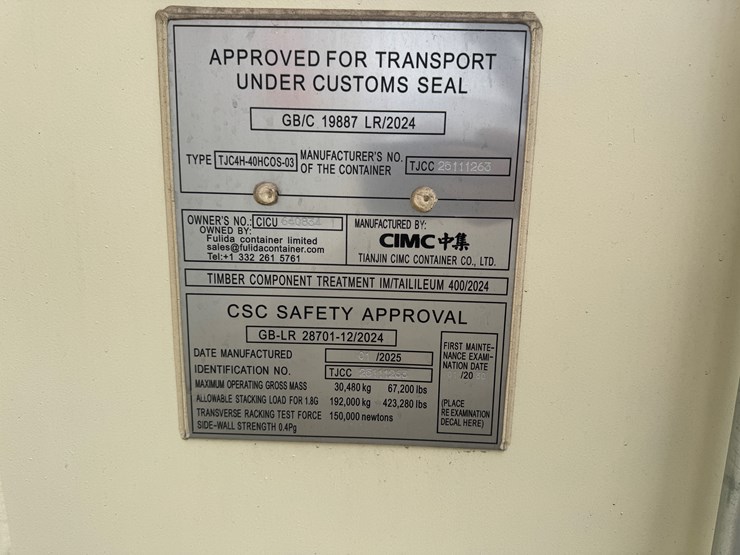 APPROVED FOR TRANSPORT
UNDER CUSTOMS SEAL
GB/C 19887 LR/2024
TYPE TJC4H-40HCOS-03
MANUFACTURER'S NO. OF THE CONTAINER
TJCC 25111263
OWNER'S NO.: CICU
OWNED BY:
Fulida container limited
sales@fulidacontainer.com
Tel:+1 332 261 5761
MANUFACTURED BY:
CIMC 中集
TIANJIN CIMC CONTAINER CO., LTD.
TIMBER COMPONENT TREATMENT IM/TAILILEUM 400/2024
CSC SAFETY APPROVAL
GB-LR 28701-12/2024
DATE MANUFACTURED /2025
IDENTIFICATION NO. TJCC
MAXIMUM OPERATING GROSS MASS 30,480 kg 67,200 lbs
ALLOWABLE STACKING LOAD FOR 1.8G 192,000 kg 423,280 lbs
TRANSVERSE RACKING TEST FORCE 150,000 newtons
SIDE-WALL STRENGTH 0.4Pg
FIRST MAINTE-
NANCE EXAMI-
NATION DATE
/20
(PLACE
RE EXAMINATION
DECAL HERE)